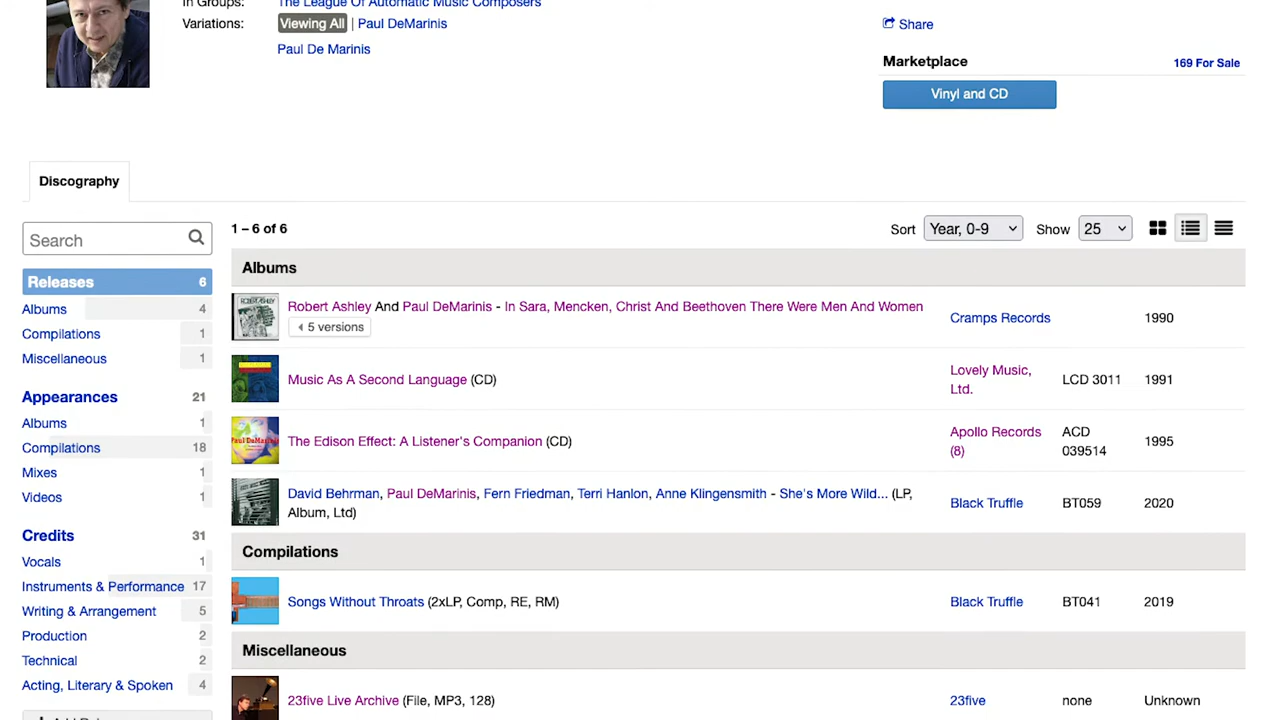 In Groups: The League Of Automatic Music Composers
Variations: Viewing All | Paul DeMarinis
Paul De Marinis
Share
Marketplace 169 For Sale
Vinyl and CD
Discography
Search
1 – 6 of 6
Sort Year, 0-9 Show 25
Releases 6
Albums 4
Compilations 1
Miscellaneous 1
Appearances 21
Albums 1
Compilations 18
Mixes 1
Videos 1
Credits 31
Vocals 1
Instruments & Performance 17
Writing & Arrangement 5
Production 2
Technical 2
Acting, Literary & Spoken 4
Albums
Robert Ashley And Paul DeMarinis - In Sara, Mencken, Christ And Beethoven There Were Men And Women
5 versions
Cramps Records 1990
Music As A Second Language (CD)
Lovely Music,
Ltd.
LCD 3011 1991
The Edison Effect: A Listener's Companion (CD)
Apollo Records
(8)
ACD
039514
1995
David Behrman, Paul DeMarinis, Fern Friedman, Terri Hanlon, Anne Klingensmith - She's More Wild... (LP,
Album, Ltd)
Black Truffle BT059 2020
Compilations
Songs Without Throats (2xLP, Comp, RE, RM) Black Truffle BT041 2019
Miscellaneous
23five Live Archive (File, MP3, 128) 23five none Unknown